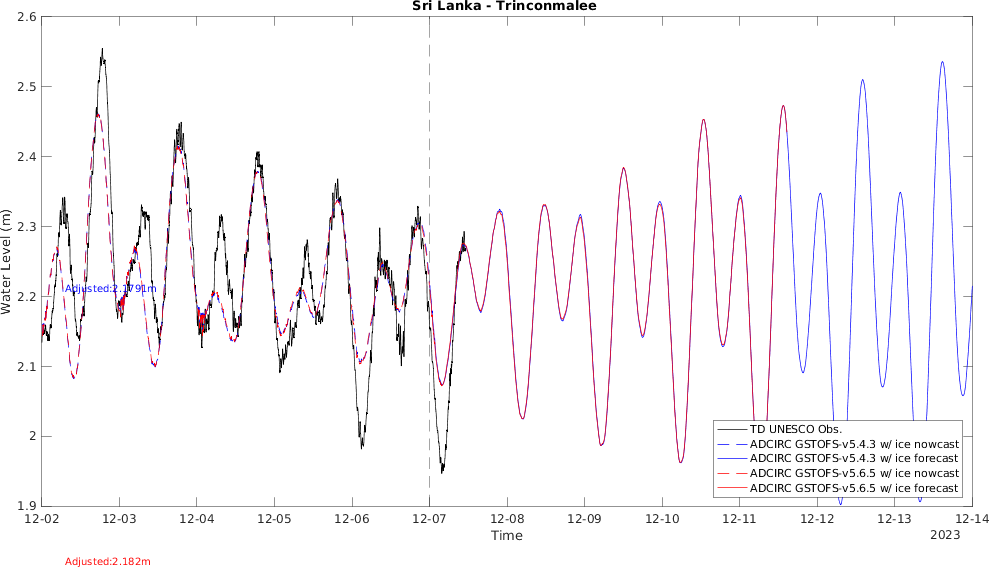 Sri Lanka - Trinconmalee
Water Level (m)
2.6
2.5
2.4
2.3
2.2
2.1
2
1.9
Adjusted:2.1791m
TD UNESCO Obs.
ADCIRC GSTOFS-v5.4.3 w/ ice nowcast
ADCIRC GSTOFS-v5.4.3 w/ ice forecast
ADCIRC GSTOFS-v5.6.5 w/ ice nowcast
ADCIRC GSTOFS-v5.6.5 w/ ice forecast
12-02 12-03 12-04 12-05 12-06 12-07 12-08 12-09 12-10 12-11 12-12 12-13 12-14
Time
2023
Adjusted:2.182m